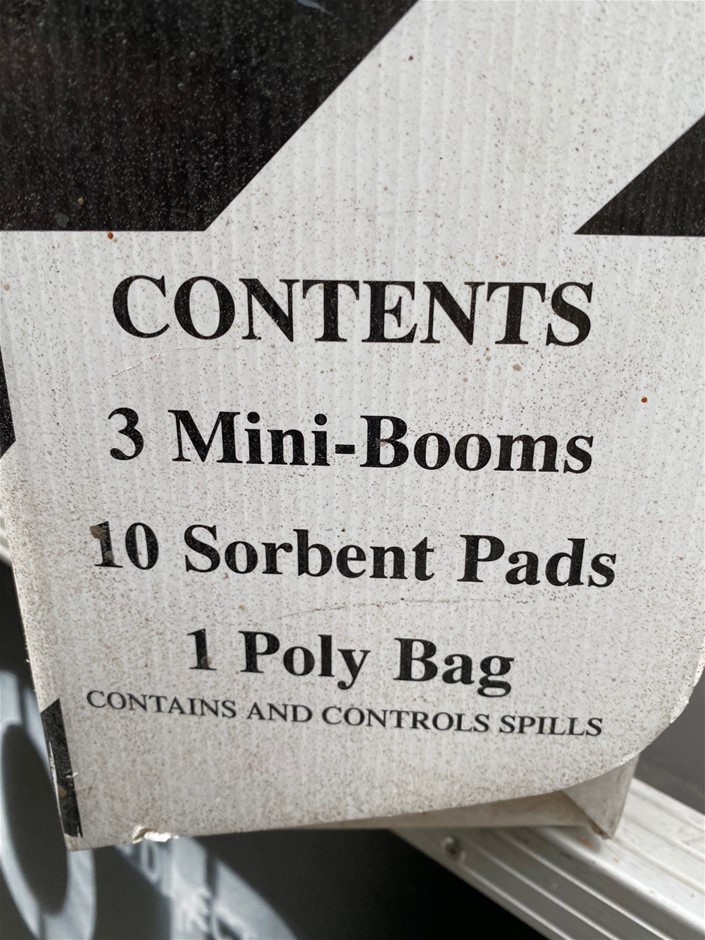 CONTENTS
3 Mini-Booms
10 Sorbent Pads
1 Poly Bag
CONTAINS AND CONTROLS SPILLS